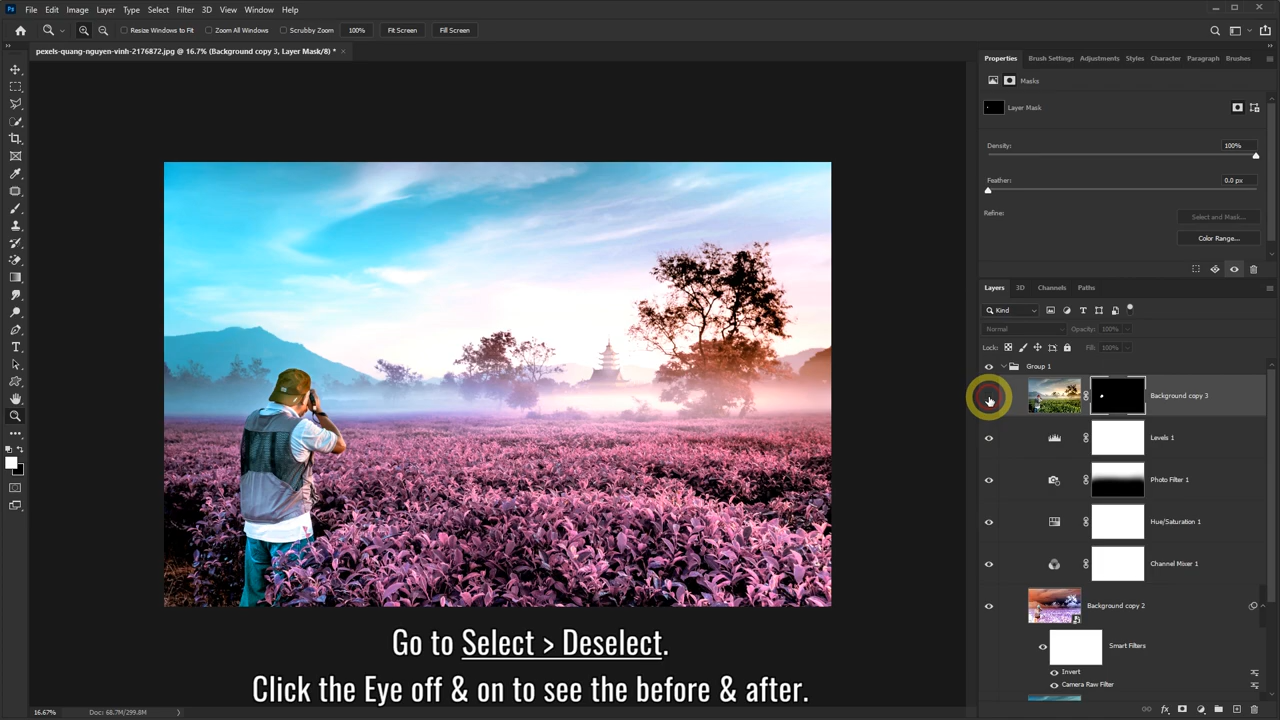 Ps File Edit Image Layer Type Select Filter 3D View Window Help
Resize Windows to Fit Zoom All Windows Scrubby Zoom 100% Fit Screen Fill Screen
pexels-quang-nguyen-vinh-2176872.jpg @ 16.7% (Background copy 3, Layer Mask/8) * ×
Properties Brush Settings Adjustments Styles Character Paragraph Brushes
Masks
Layer Mask
Density: 100%
Feather: 0.0 px
Refine:
Select and Mask...
Color Range...
Layers 3D Channels Paths
Kind
Normal Opacity: 100%
Lock: Fill: 100%
Group 1
Background copy 3
Levels 1
Photo Filter 1
Hue/Saturation 1
Channel Mixer 1
Background copy 2
Smart Filters
Invert
Camera Raw Filter
Go to Select > Deselect.
Click the Eye off & on to see the before & after.
16.67% Doc: 68.7M/299.8M